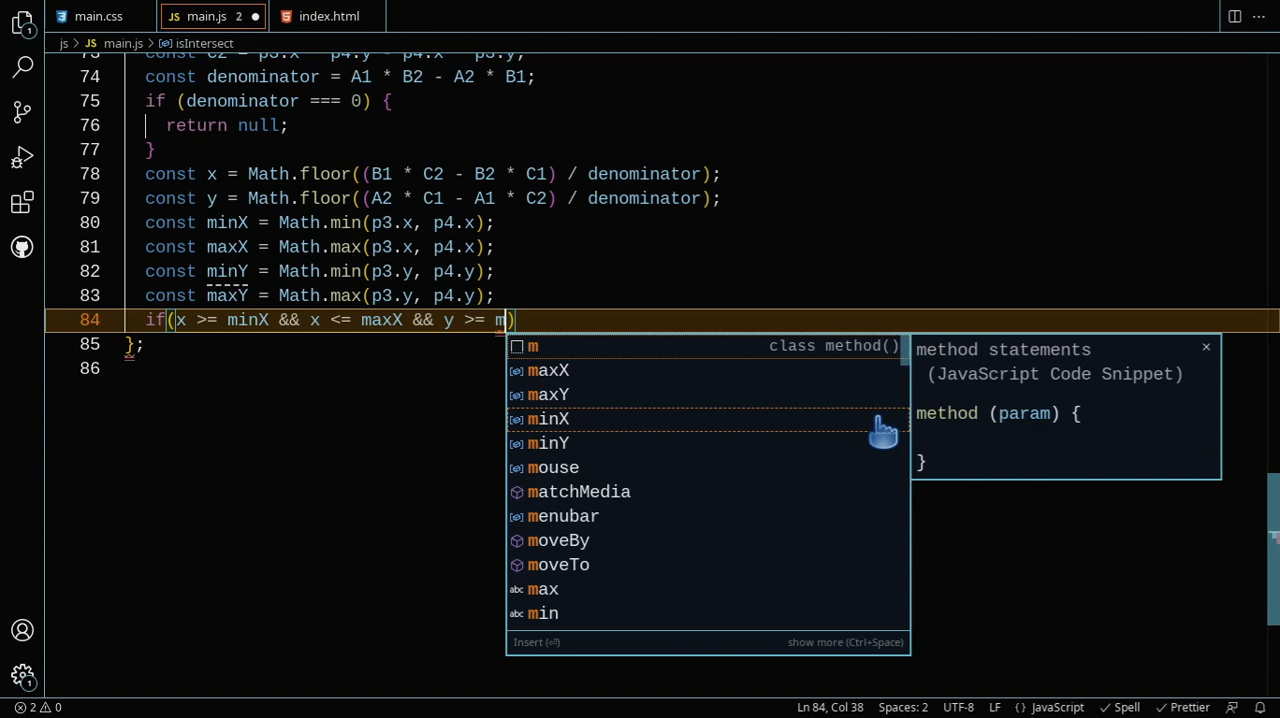 main.css
JS main.js 2
index.html
js > JS main.js > isIntersect
74 const denominator = A1 * B2 - A2 * B1;
75 if (denominator === 0) {
76 return null;
77 }
78 const x = Math.floor((B1 * C2 - B2 * C1) / denominator);
79 const y = Math.floor((A2 * C1 - A1 * C2) / denominator);
80 const minX = Math.min(p3.x, p4.x);
81 const maxX = Math.max(p3.x, p4.x);
82 const minY = Math.min(p3.y, p4.y);
83 const maxY = Math.max(p3.y, p4.y);
84 if(x >= minX && x <= maxX && y >= m)
85 };
86
m class method()
maxX
maxY
minX
minY
mouse
matchMedia
menubar
moveBy
moveTo
abc max
abc min
Insert (⏎) show more (Ctrl+Space)
method statements ×
(JavaScript Code Snippet)
method (param) {
}
1
1
2 0 Ln 84, Col 38 Spaces: 2 UTF-8 LF {} JavaScript Spell Prettier